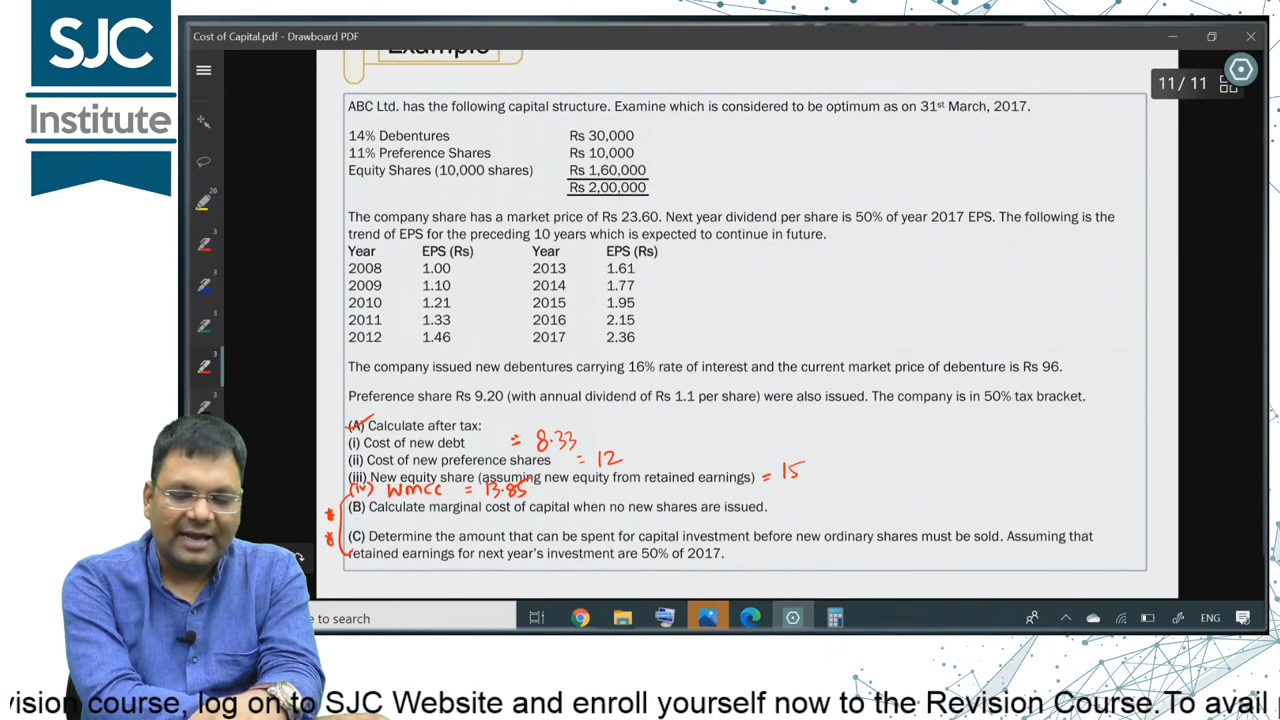 SJC
Institute
Cost of Capital.pdf - Drawboard PDF
Example
11 / 11
ABC Ltd. has the following capital structure. Examine which is considered to be optimum as on 31st March, 2017.
14% Debentures Rs 30,000
11% Preference Shares Rs 10,000
Equity Shares (10,000 shares) Rs 1,60,000
Rs 2,00,000
The company share has a market price of Rs 23.60. Next year dividend per share is 50% of year 2017 EPS. The following is the
trend of EPS for the preceding 10 years which is expected to continue in future.
Year EPS (Rs) Year EPS (Rs)
2008 1.00 2013 1.61
2009 1.10 2014 1.77
2010 1.21 2015 1.95
2011 1.33 2016 2.15
2012 1.46 2017 2.36
The company issued new debentures carrying 16% rate of interest and the current market price of debenture is Rs 96.
Preference share Rs 9.20 (with annual dividend of Rs 1.1 per share) were also issued. The company is in 50% tax bracket.
(A) Calculate after tax:
(i) Cost of new debt = 8.33
(ii) Cost of new preference shares = 12
(iii) New equity share (assuming new equity from retained earnings) = 15
(iv) WMCC = 13.85
(B) Calculate marginal cost of capital when no new shares are issued.
(C) Determine the amount that can be spent for capital investment before new ordinary shares must be sold. Assuming that
retained earnings for next year's investment are 50% of 2017.
20
3
3
3
3
3
to search
ENG
vision course, log on to SJC Website and enroll yourself now to the Revision Course.To avail